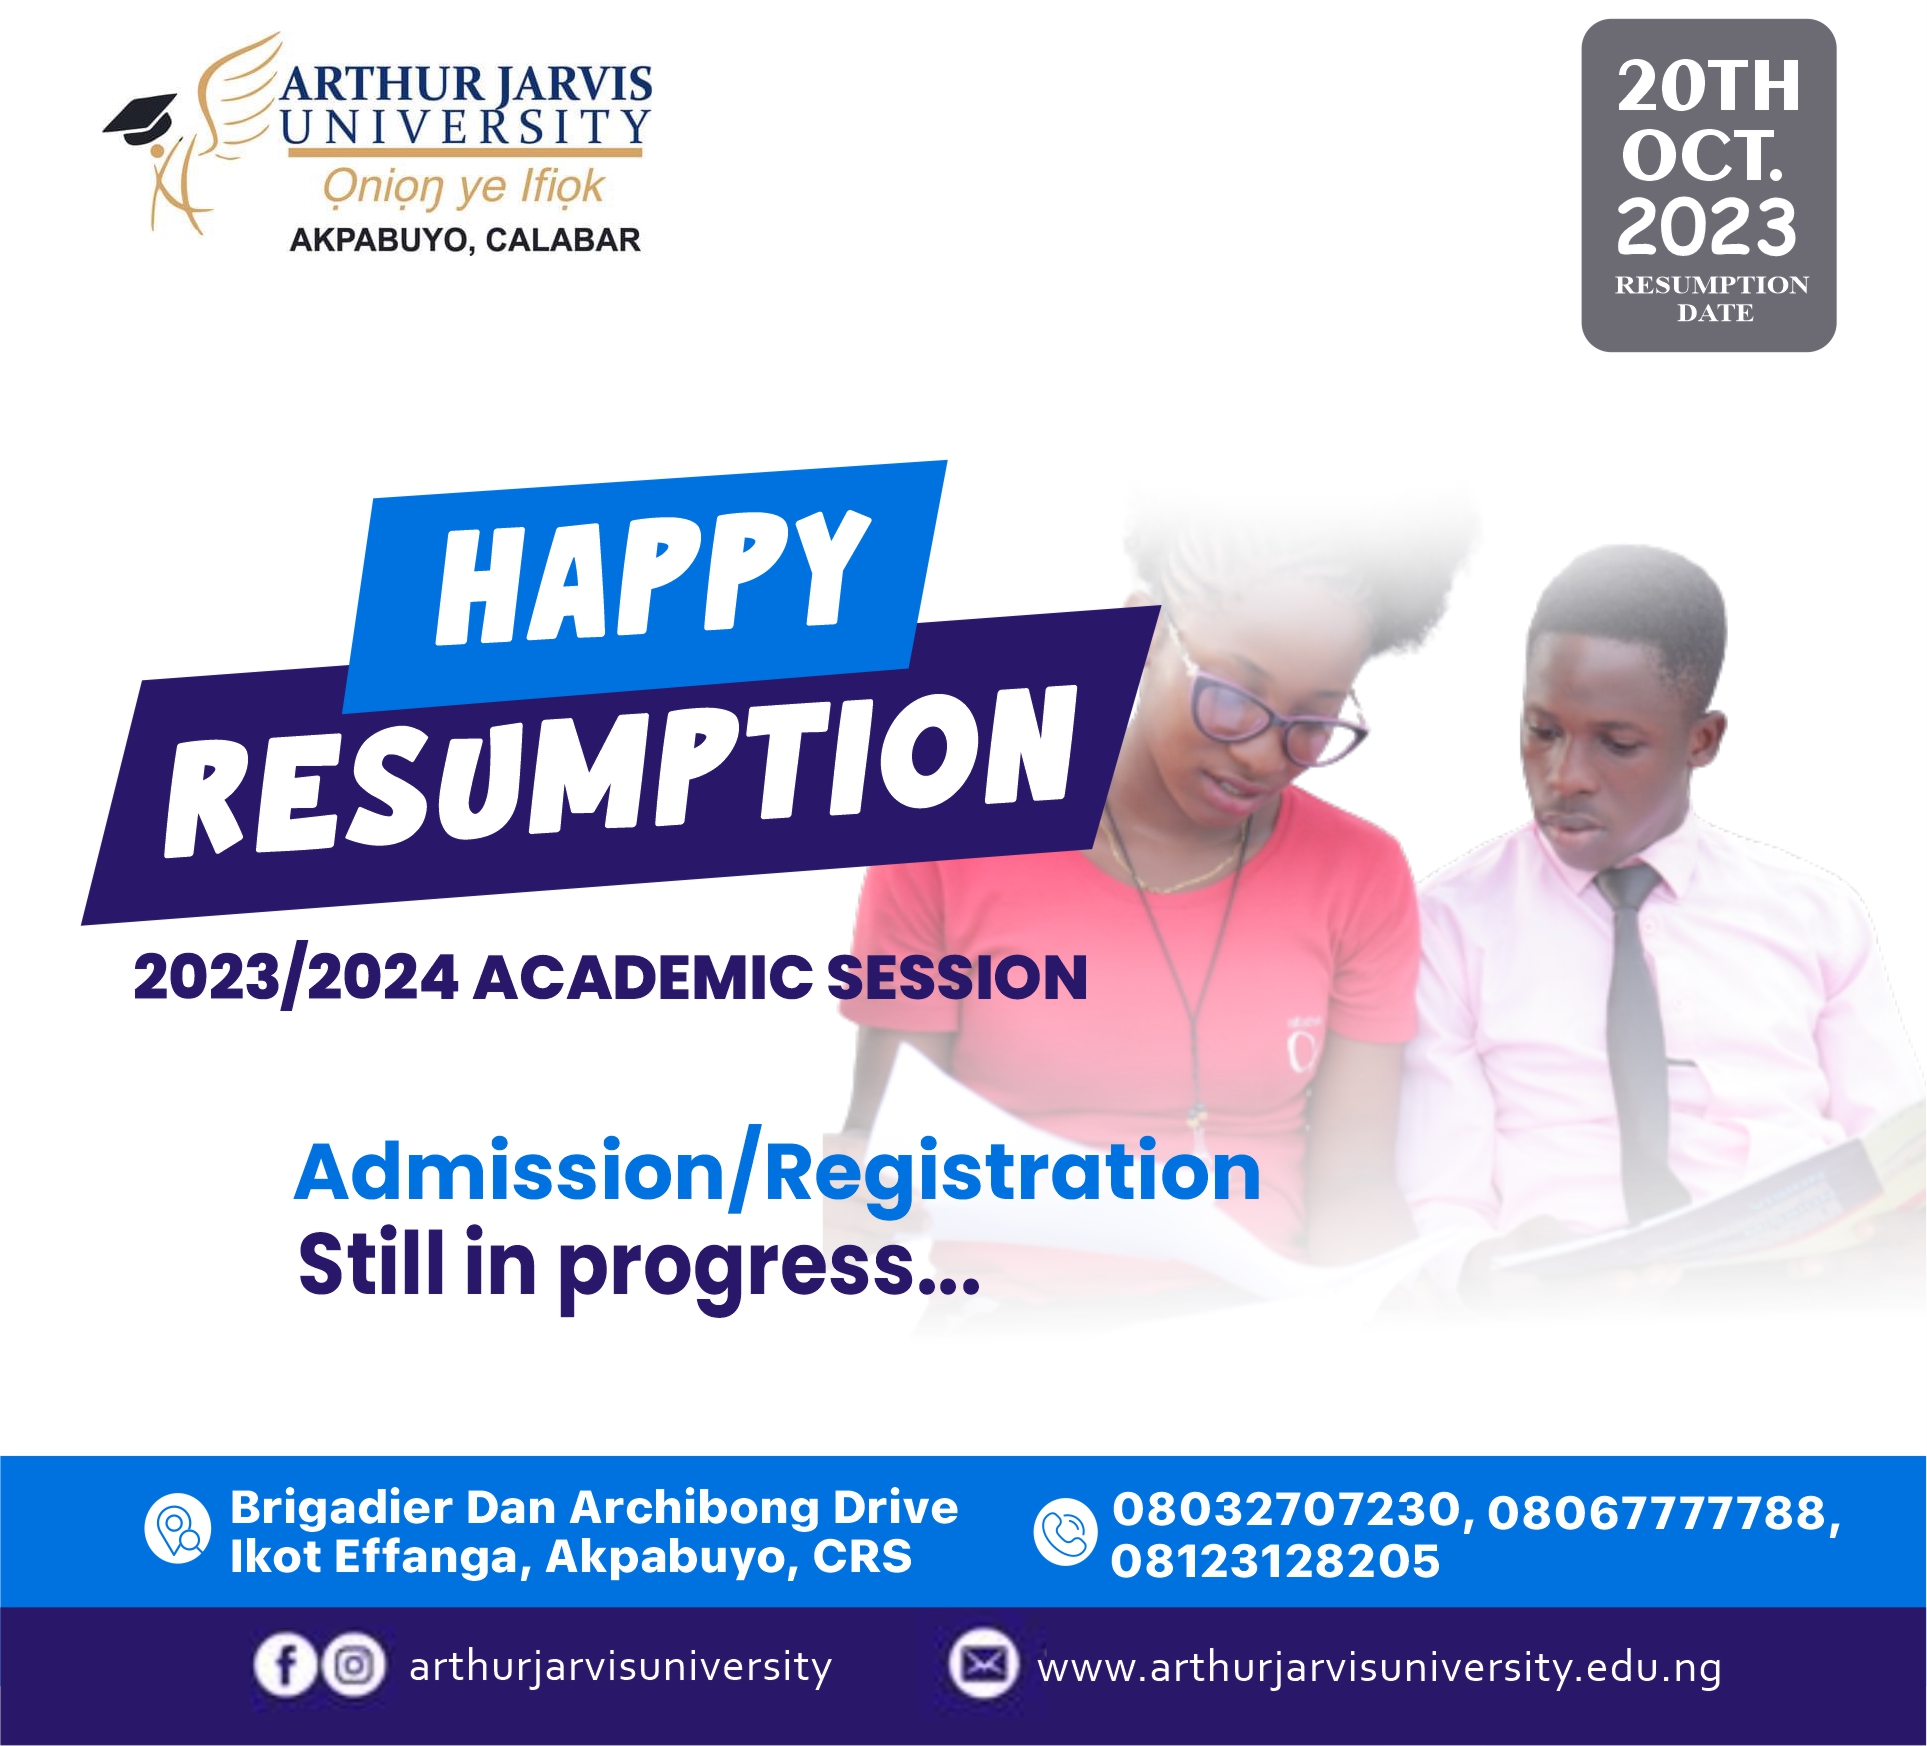 ARTHUR JARVIS
UNIVERSITY
Ọniọŋ ye Ifiọk
AKPABUYO, CALABAR
20TH
OCT.
2023
RESUMPTION
DATE
HAPPY
RESUMPTION
2023/2024 ACADEMIC SESSION
Admission/Registration
Still in progress...
Brigadier Dan Archibong Drive
Ikot Effanga, Akpabuyo, CRS
08032707230, 08067777788,
08123128205
arthurjarvisuniversity
www.arthurjarvisuniversity.edu.ng